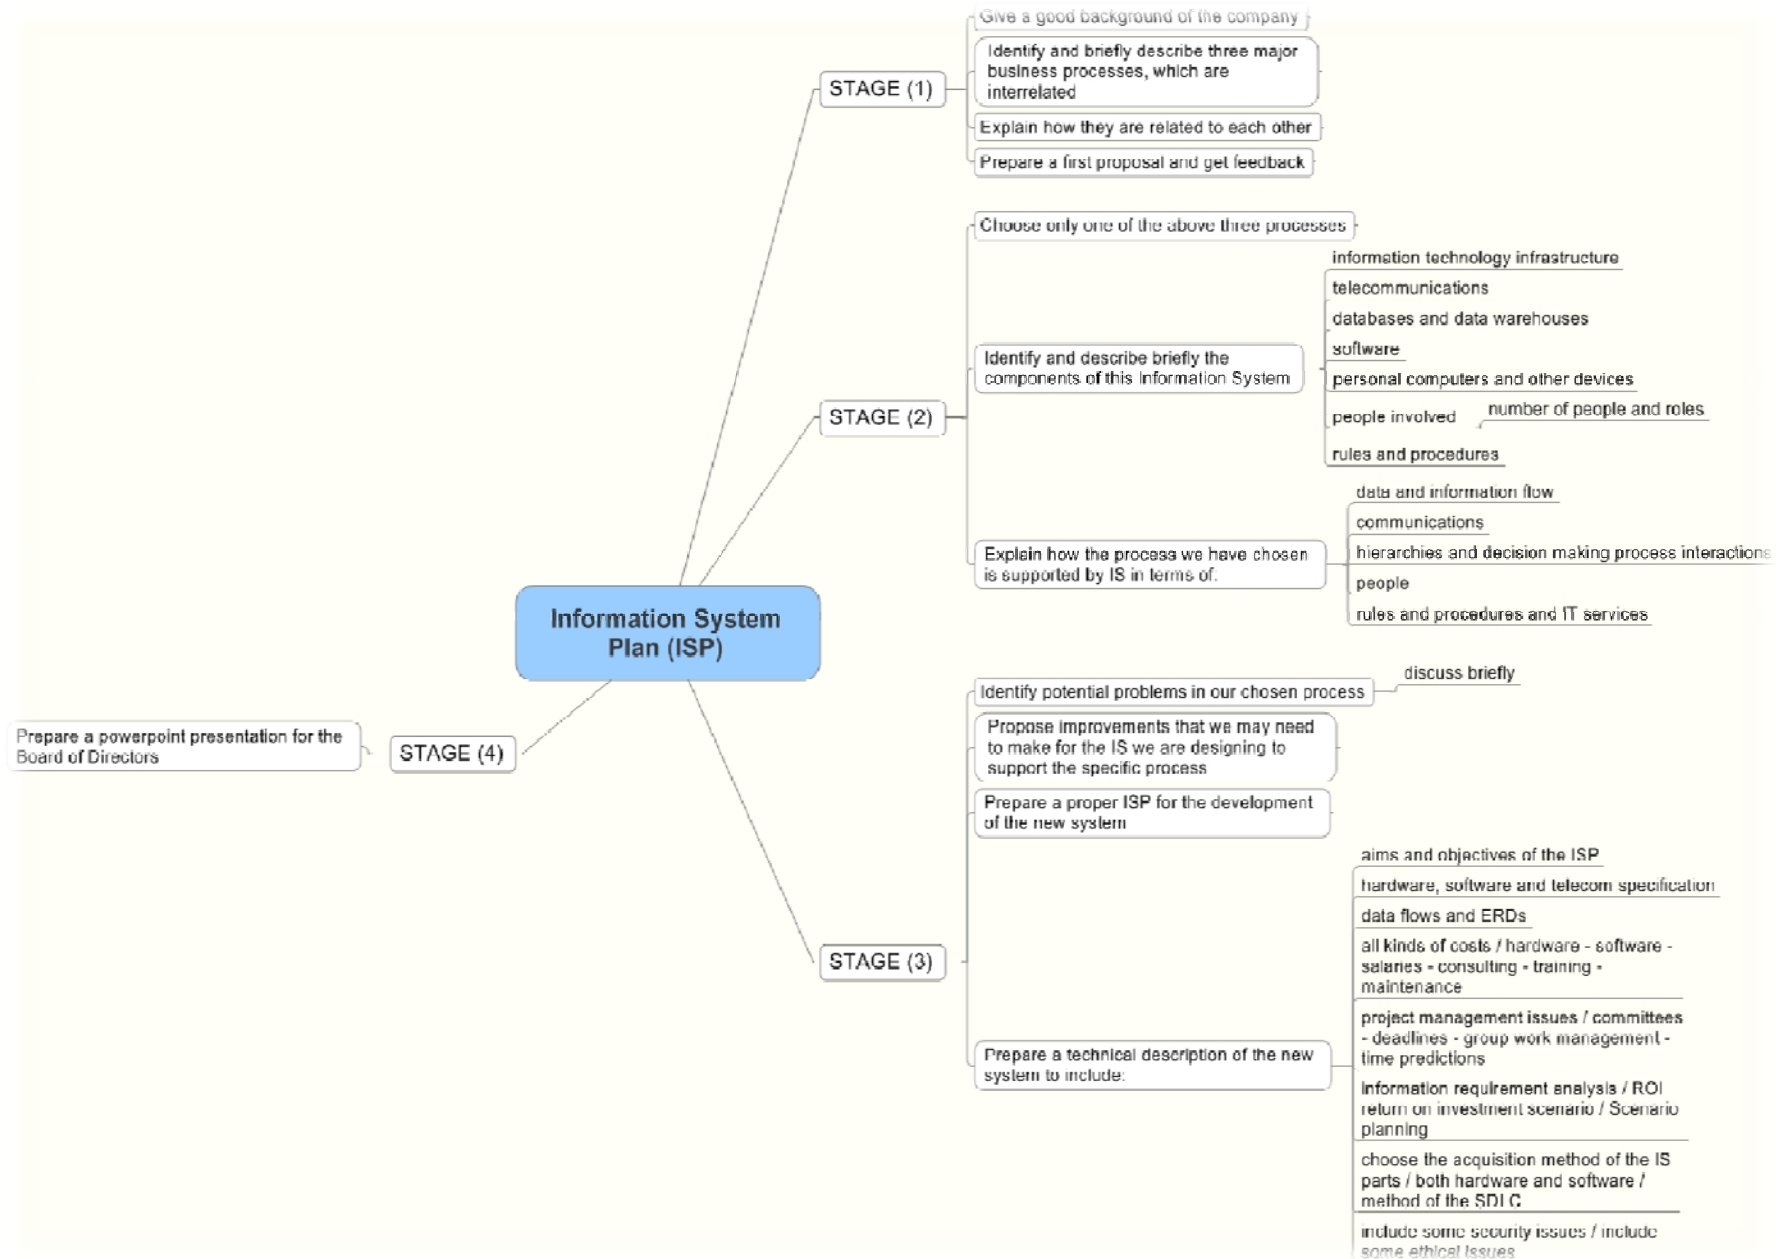 Give a good background of the company
Identify and briefly describe three major
business processes, which are
interrelated
STAGE (1)
Explain how they are related to each other
Prepare a first proposal and get feedback
Choose only one of the above three processes
information technology infrastructure
telecommunications
databases and data warehouses
software
Identify and describe briefly the
components of this Information System
personal computers and other devices
STAGE (2)
people involved
number of people and roles
rules and procedures
data and information flow
communications
Explain how the process we have chosen
is supported by IS in terms of:
hierarchies and decision making process interactions
people
rules and procedures and IT services
Information System
Plan (ISP)
Identify potential problems in our chosen process
discuss briefly
Propose improvements that we may need
to make for the IS we are designing to
support the specific process
Prepare a powerpoint presentation for the
Board of Directors
STAGE (4)
Prepare a proper ISP for the development
of the new system
STAGE (3)
aims and objectives of the ISP
hardware, software and telecom specification
data flows and ERDs
all kinds of costs / hardware - software -
salaries - consulting - training -
maintenance
project management issues / committees
- deadlines - group work management -
time predictions
Prepare a technical description of the new
system to include:
information requirement analysis / ROI
return on investment scenario / Scenario
planning
choose the acquisition method of the IS
parts / both hardware and software /
method of the SDLC
include some security issues / include
some ethical issues